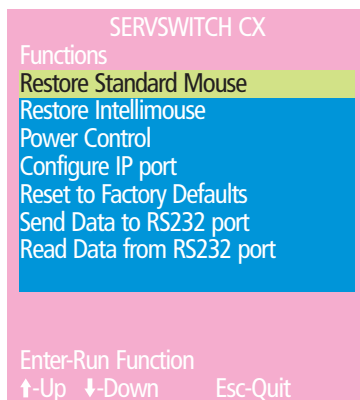 SERVSWITCH CX
Functions
Restore Standard Mouse
Restore Intellimouse
Power Control
Configure IP port
Reset to Factory Defaults
Send Data to RS232 port
Read Data from RS232 port
Enter-Run Function
↑-Up ↓-Down Esc-Quit